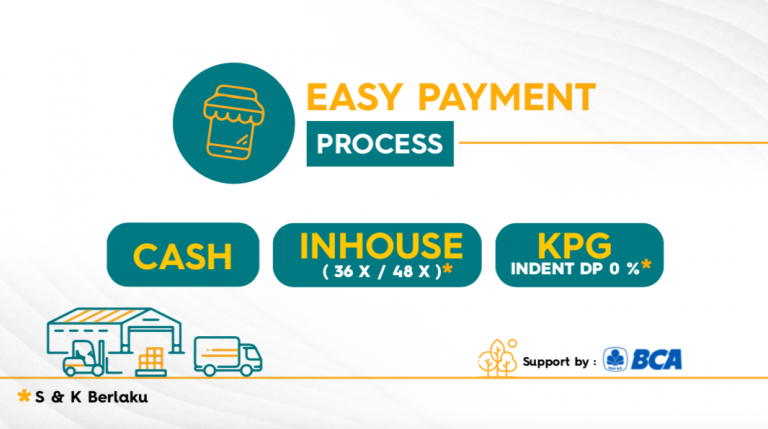 EASY PAYMENT
PROCESS
CASH
INHOUSE
( 36 X / 48 X )*
KPG
INDENT DP 0 %*
Support by :
BCA
* S & K Berlaku